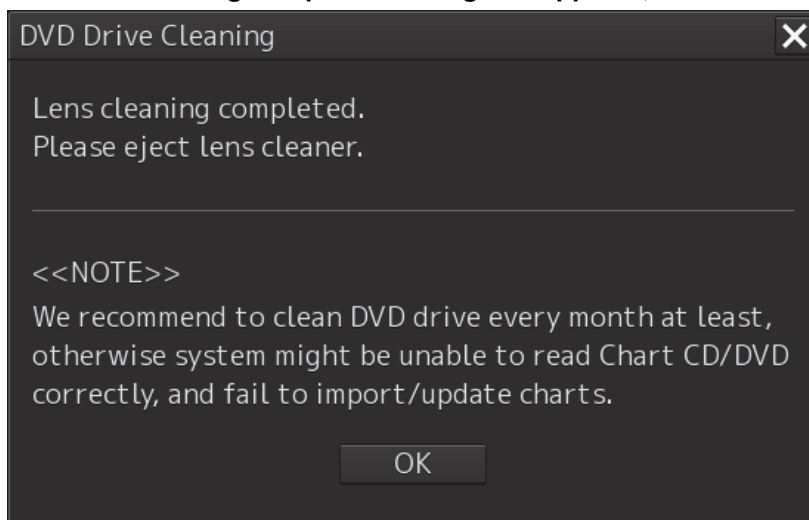 DVD Drive Cleaning
Lens cleaning completed.
Please eject lens cleaner.
<<NOTE>>
We recommend to clean DVD drive every month at least,
otherwise system might be unable to read Chart CD/DVD
correctly, and fail to import/update charts.
OK